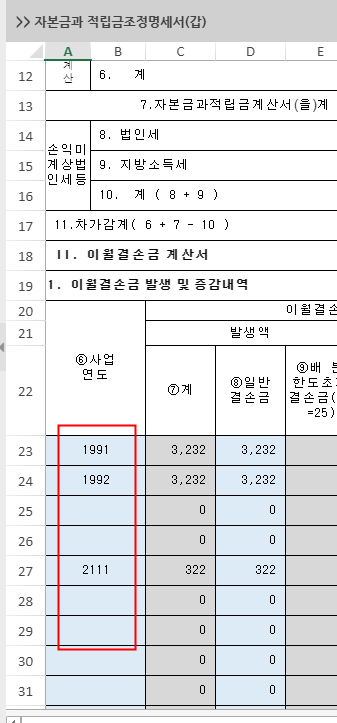 >> 자본금과 적립금조정명세서(갑)
A B C D E
12 계산 6. 계
13 7.자본금과적립금계산서(을)계
14 손익미 8. 법인세
15 계상법 9. 지방소득세
16 인세등 10. 계 ( 8 + 9 )
17 11.차가감계( 6 + 7 - 10 )
18 II. 이월결손금 계산서
19 1. 이월결손금 발생 및 증감내역
20 이월결손
21 발생액
22 ⑥사업
연도 ⑦계 ⑧일반
결손금 ⑨배 분
한도초
결손금(
=25)
23 1991 3,232 3,232
24 1992 3,232 3,232
25 0 0
26 0 0
27 2111 322 322
28 0 0
29 0 0
30 0 0
31 0 0